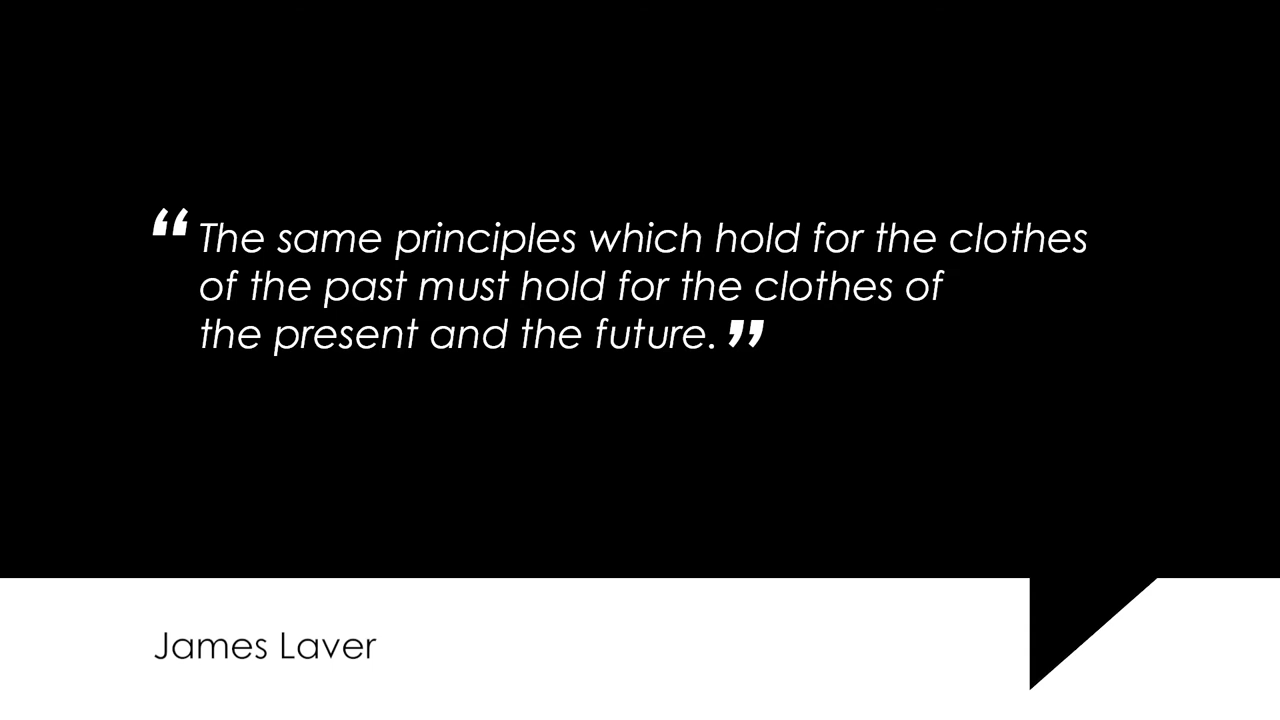 “The same principles which hold for the clothes
of the past must hold for the clothes of
the present and the future.”
James Laver